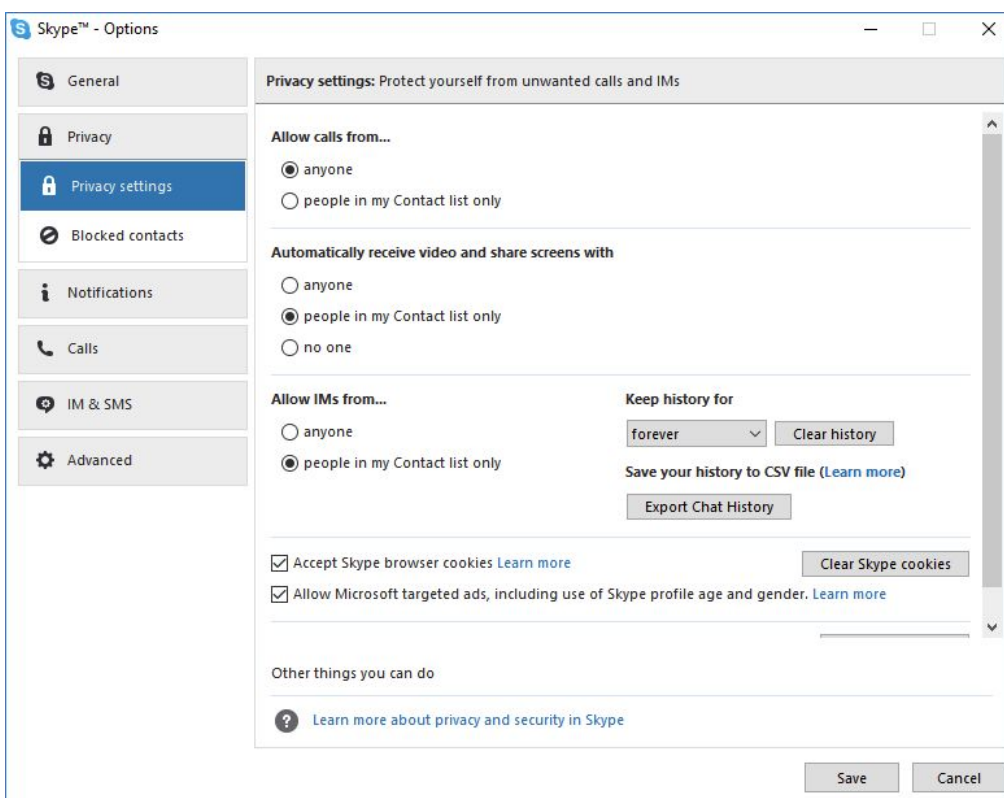 Skype™ - Options
General
Privacy
Privacy settings
Blocked contacts
Notifications
Calls
IM & SMS
Advanced
Privacy settings: Protect yourself from unwanted calls and IMs
Allow calls from...
anyone
people in my Contact list only
Automatically receive video and share screens with
anyone
people in my Contact list only
no one
Allow IMs from...
anyone
people in my Contact list only
Keep history for
forever
Clear history
Save your history to CSV file (Learn more)
Export Chat History
Accept Skype browser cookies Learn more
Clear Skype cookies
Allow Microsoft targeted ads, including use of Skype profile age and gender. Learn more
Other things you can do
Learn more about privacy and security in Skype
Save
Cancel